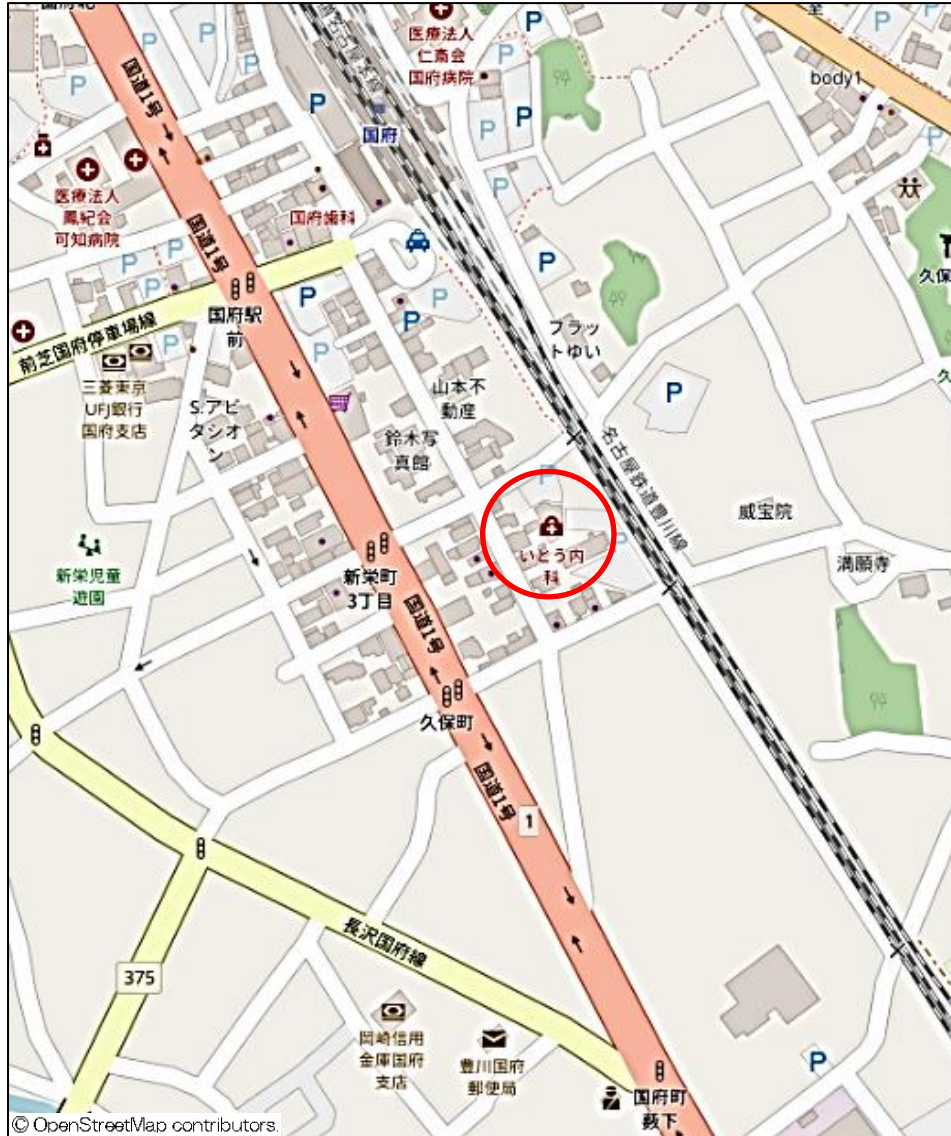 医療法人
仁斎会
国府病院
body1
国道1号
国府
医療法人
鳳紀会
可知病院
国府歯科
国道1号
久保
国府駅
前
前芝国府停車場線
フラッ
トゆい
三菱東京
UFJ銀行
国府支店
S.アビ
タシオ
ン
山本不
動産
鈴木写
真館
名古屋鉄道豊川線
威宝院
いとう内
科
満願寺
新栄児童
遊園
新栄町
3丁目
国道1号
久保町
国道1号
1
長沢国府線
375
岡崎信用
金庫国府
支店
豊川国府
郵便局
国府町
薮下
© OpenStreetMap contributors.